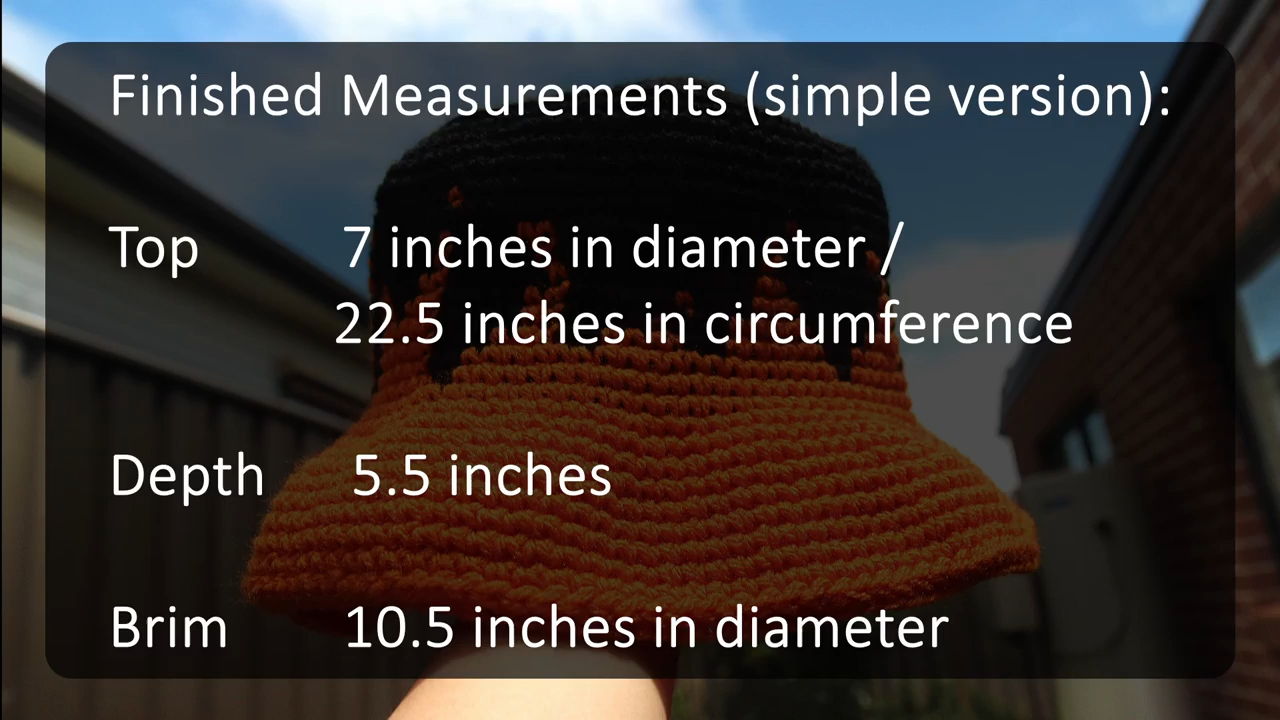 Finished Measurements (simple version):
Top 7 inches in diameter /
22.5 inches in circumference
Depth 5.5 inches
Brim 10.5 inches in diameter